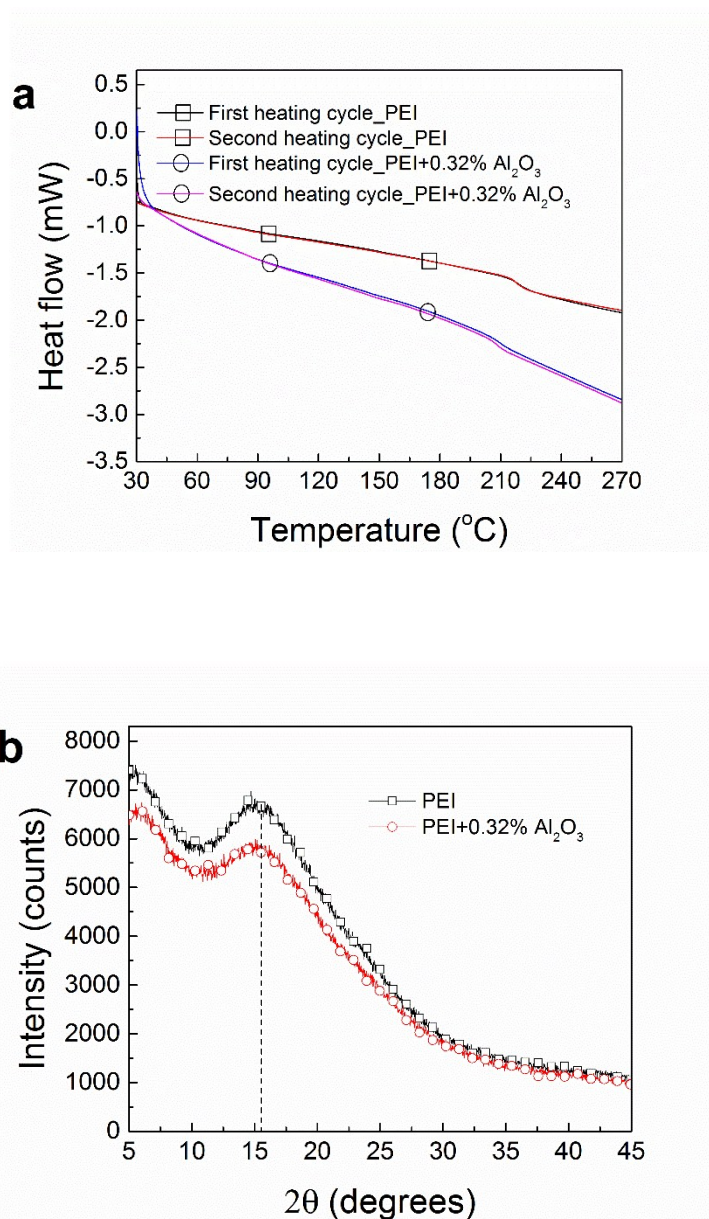 a
First heating cycle_PEI
Second heating cycle_PEI
First heating cycle_PEI+0.32% Al₂O₃
Second heating cycle_PEI+0.32% Al₂O₃
Heat flow (mW)
0.0
-0.5
-1.0
-1.5
-2.0
-2.5
-3.0
-3.5
30 60 90 120 150 180 210 240 270
Temperature (°C)
b
PEI
PEI+0.32% Al₂O₃
Intensity (counts)
8000
7000
6000
5000
4000
3000
2000
1000
0
5 10 15 20 25 30 35 40 45
2θ (degrees)